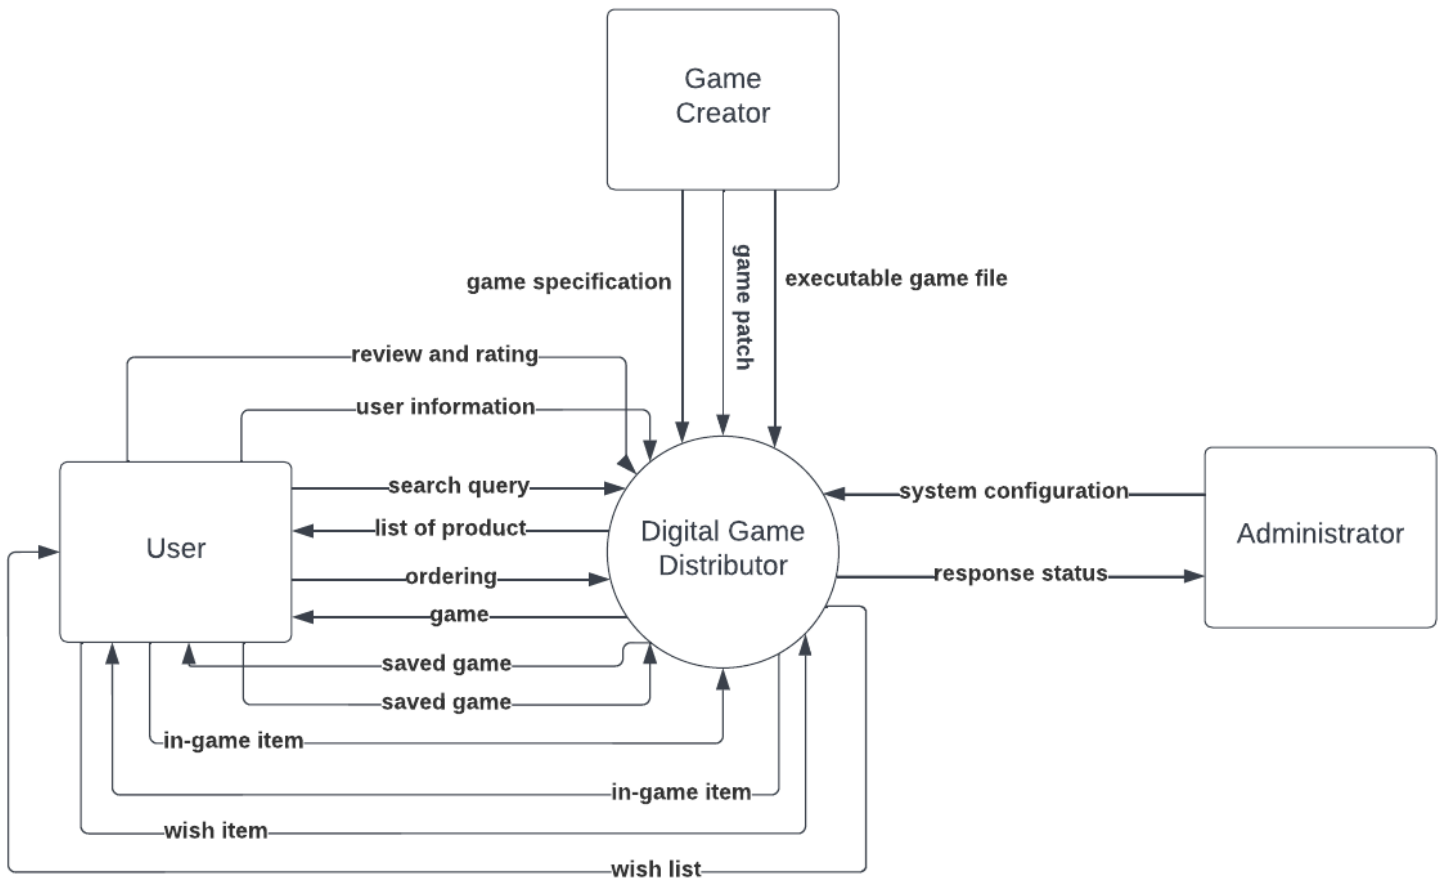 Game
Creator
game specification
game patch
executable game file
review and rating
user information
search query
system configuration
list of product
Digital Game
Distributor
User
Administrator
ordering
response status
game
saved game
saved game
in-game item
in-game item
wish item
wish list